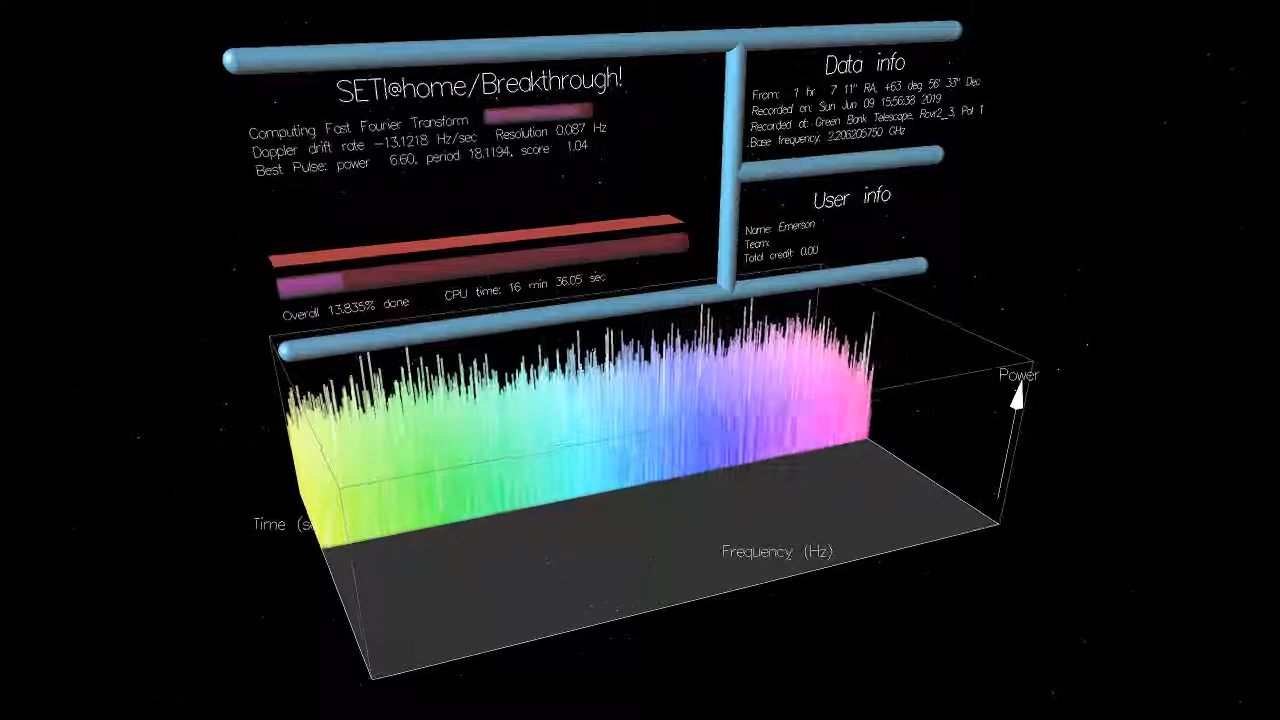 SETI@home/Breakthrough!
Computing Fast Fourier Transform
Doppler drift rate -13.1218 Hz/sec Resolution 0.087 Hz
Best Pulse: power 6.60, period 18.1194, score 1.04
Overall 13.835% done CPU time: 16 min 36.05 sec
Data info
From: 1 hr 7' 11" RA, +63 deg 56' 33" Dec
Recorded on: Sun Jun 09 15:56:38 2019
Recorded at: Green Bank Telescope, Rcvr2_3, Pol 1
Base frequency: 2.206206750 GHz
User info
Name: Emerson
Team:
Total credit: 0.00
Power
Time (s
Frequency (Hz)